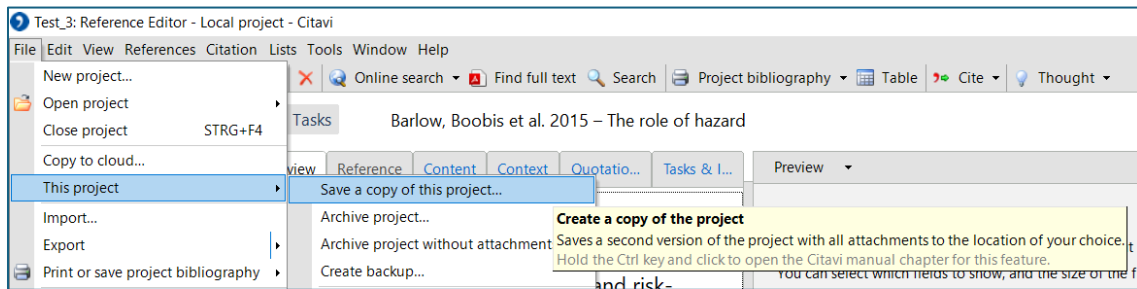 Test_3: Reference Editor - Local project - Citavi
File Edit View References Citation Lists Tools Window Help
New project...
Online search Find full text Search Project bibliography Table Cite Thought
Open project
Close project STRG+F4
Tasks Barlow, Boobis et al. 2015 – The role of hazard
Copy to cloud...
view Reference Content Context Quotatio... Tasks & I... Preview
This project
Save a copy of this project...
Import...
Archive project...
Create a copy of the project
Export
Archive project without attachment
Saves a second version of the project with all attachments to the location of your choice.
Hold the Ctrl key and click to open the Citavi manual chapter for this feature.
Print or save project bibliography
Create backup...
You can select which fields to show, and the size of the f
and risk-